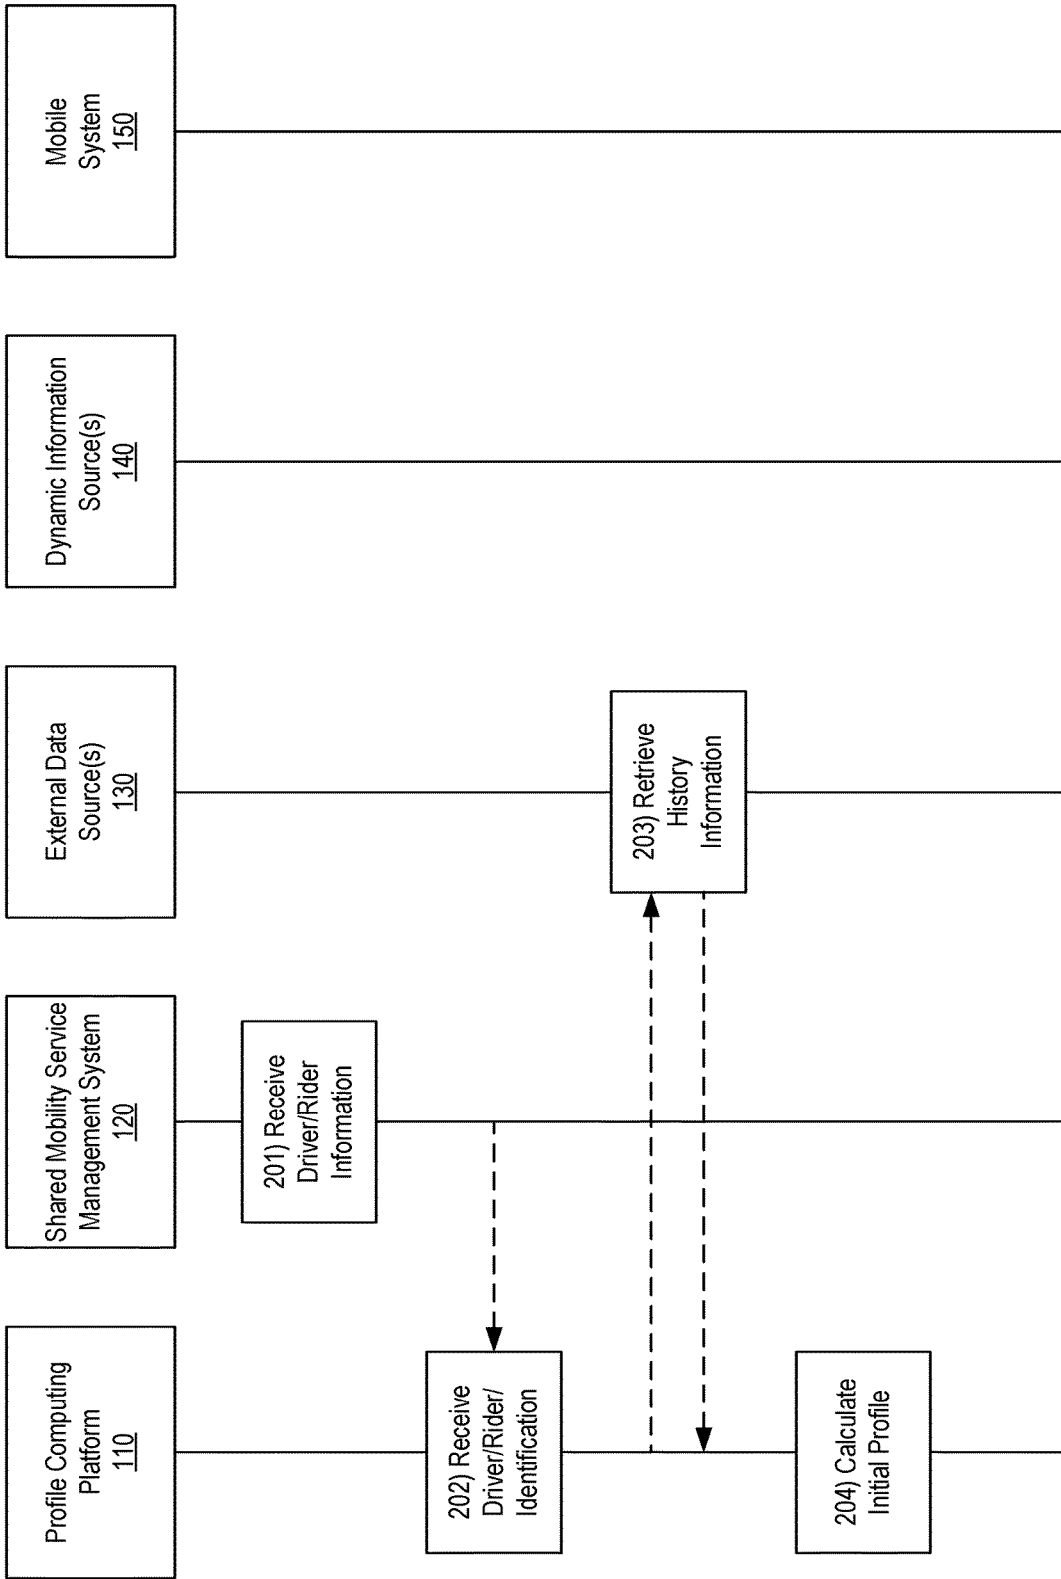 Profile Computing
Platform
110
Shared Mobility Service
Management System
120
External Data
Source(s)
130
Dynamic Information
Source(s)
140
Mobile
System
150
201) Receive
Driver/Rider
Information
202) Receive
Driver/Rider/
Identification
203) Retrieve
History
Information
204) Calculate
Initial Profile